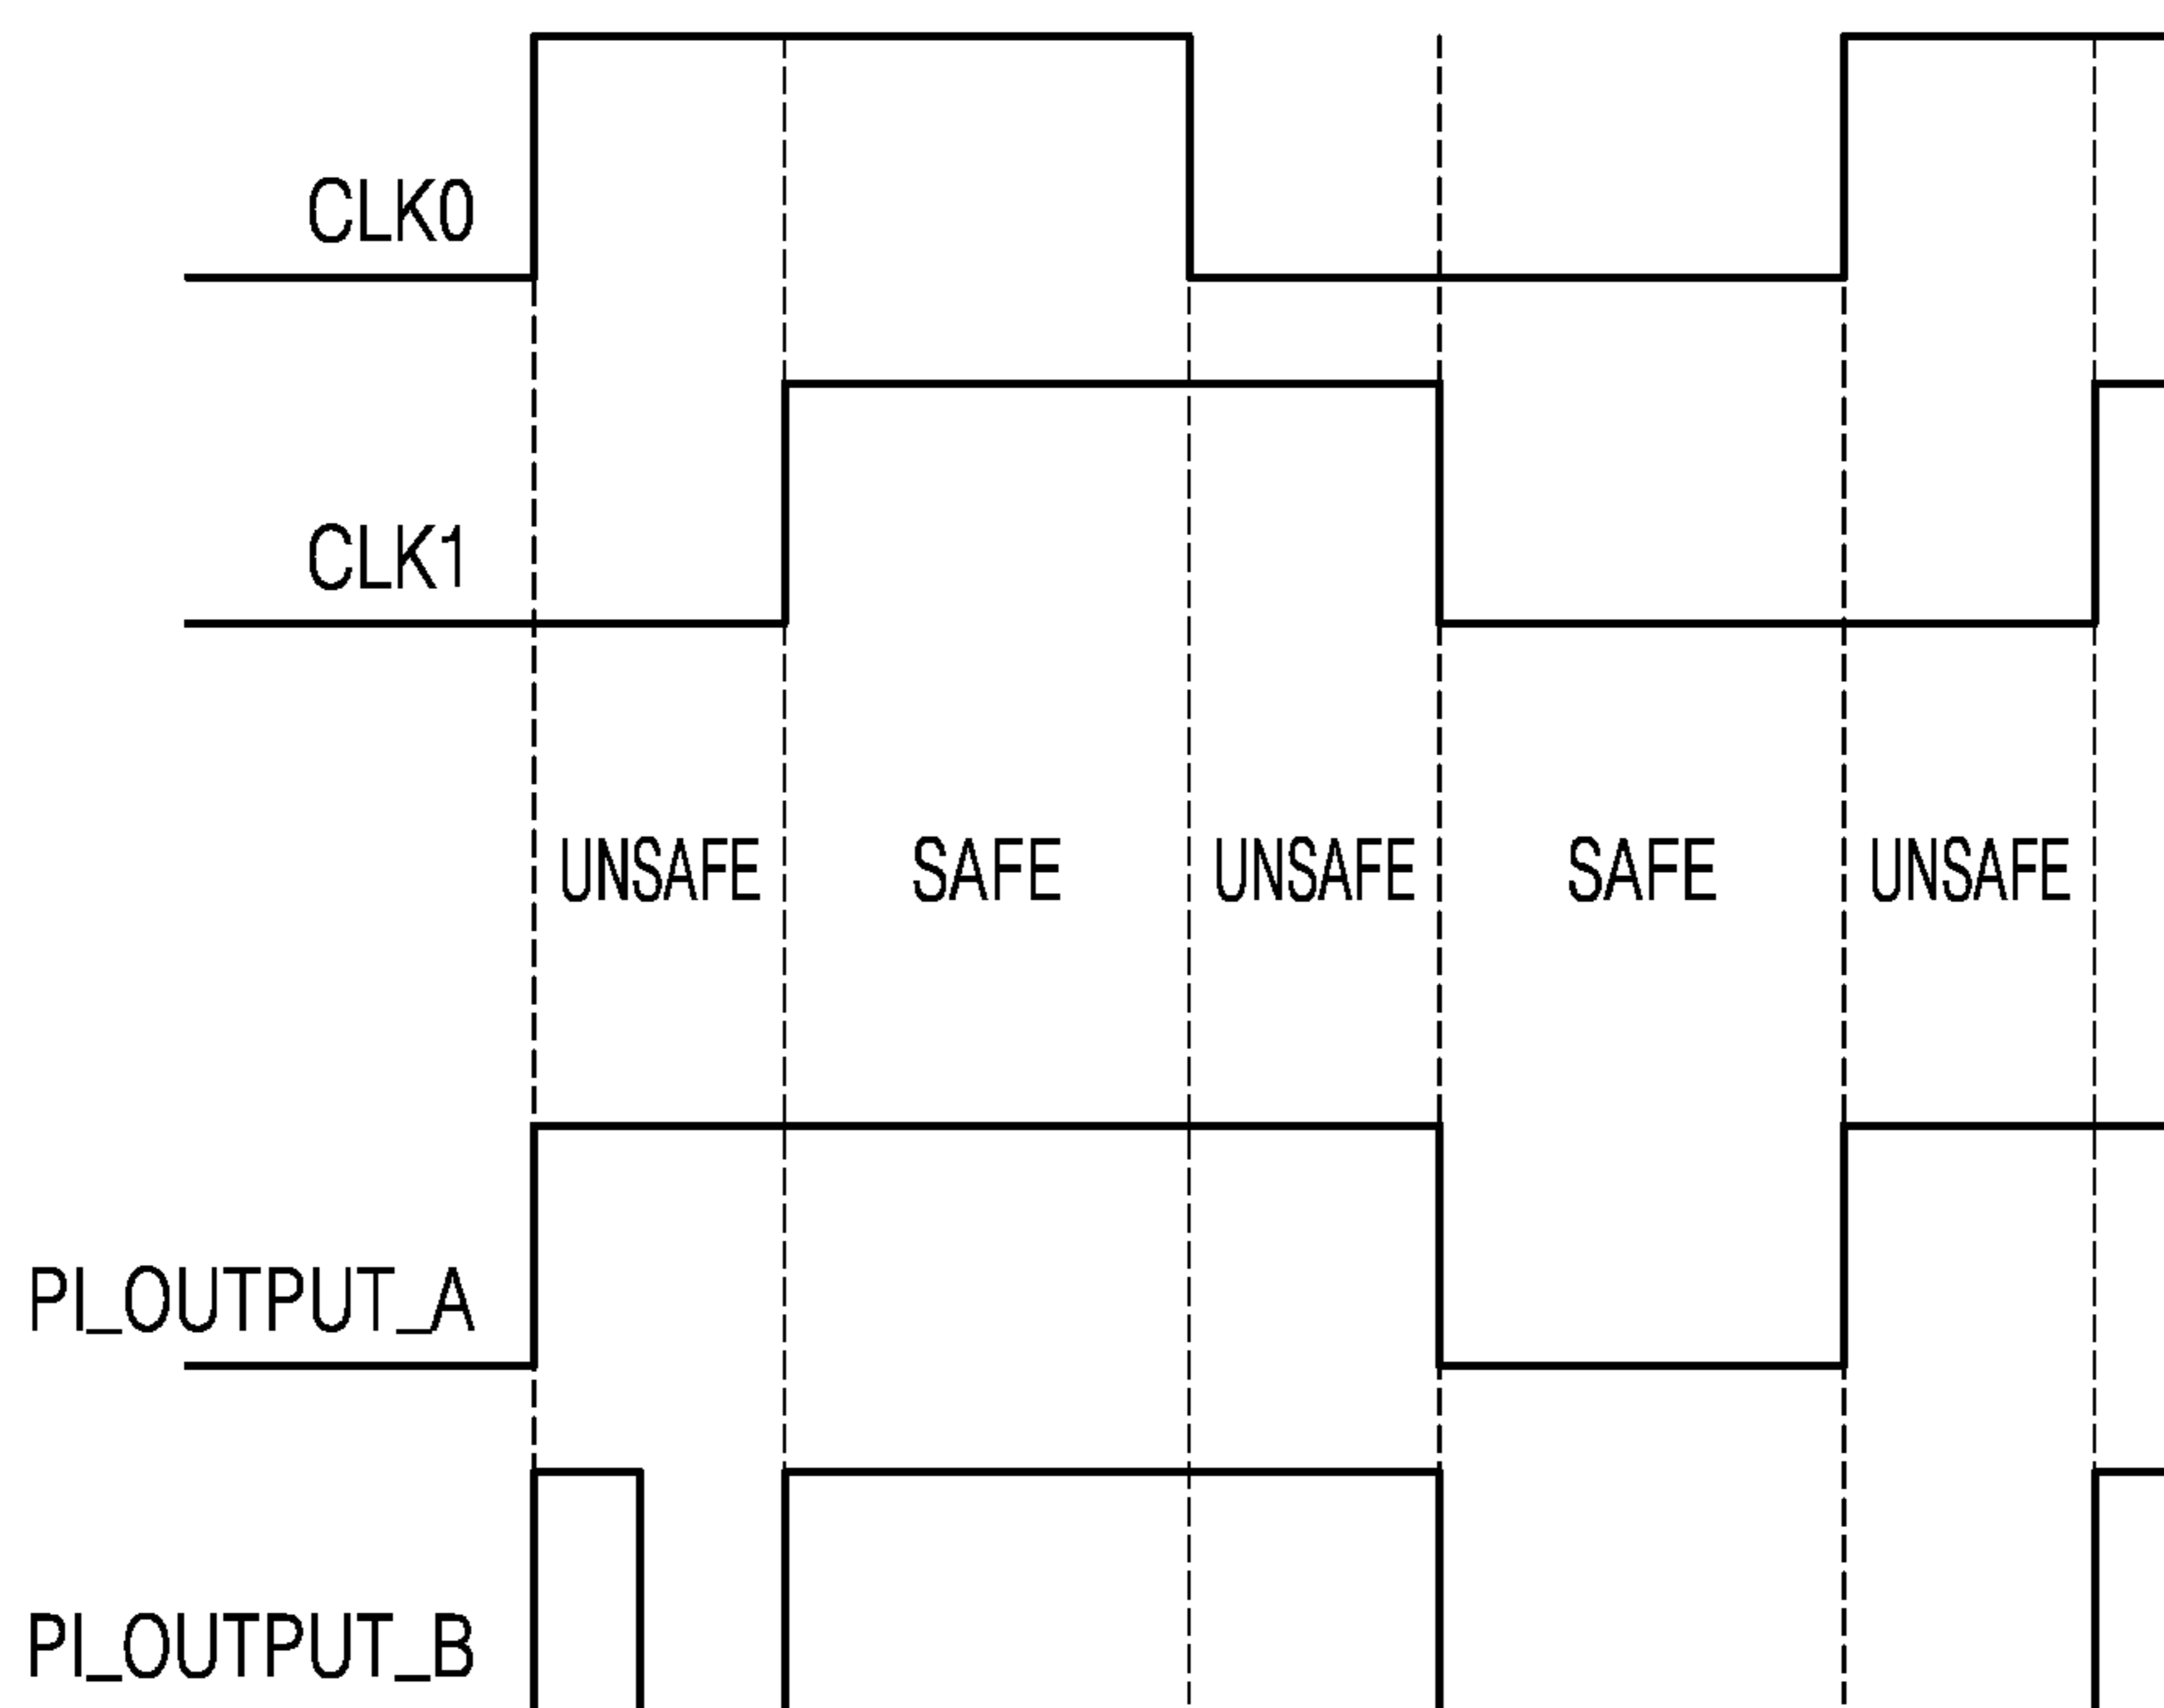 CLK0
CLK1
UNSAFE SAFE UNSAFE SAFE UNSAFE
PI_OUTPUT_A
PI_OUTPUT_B